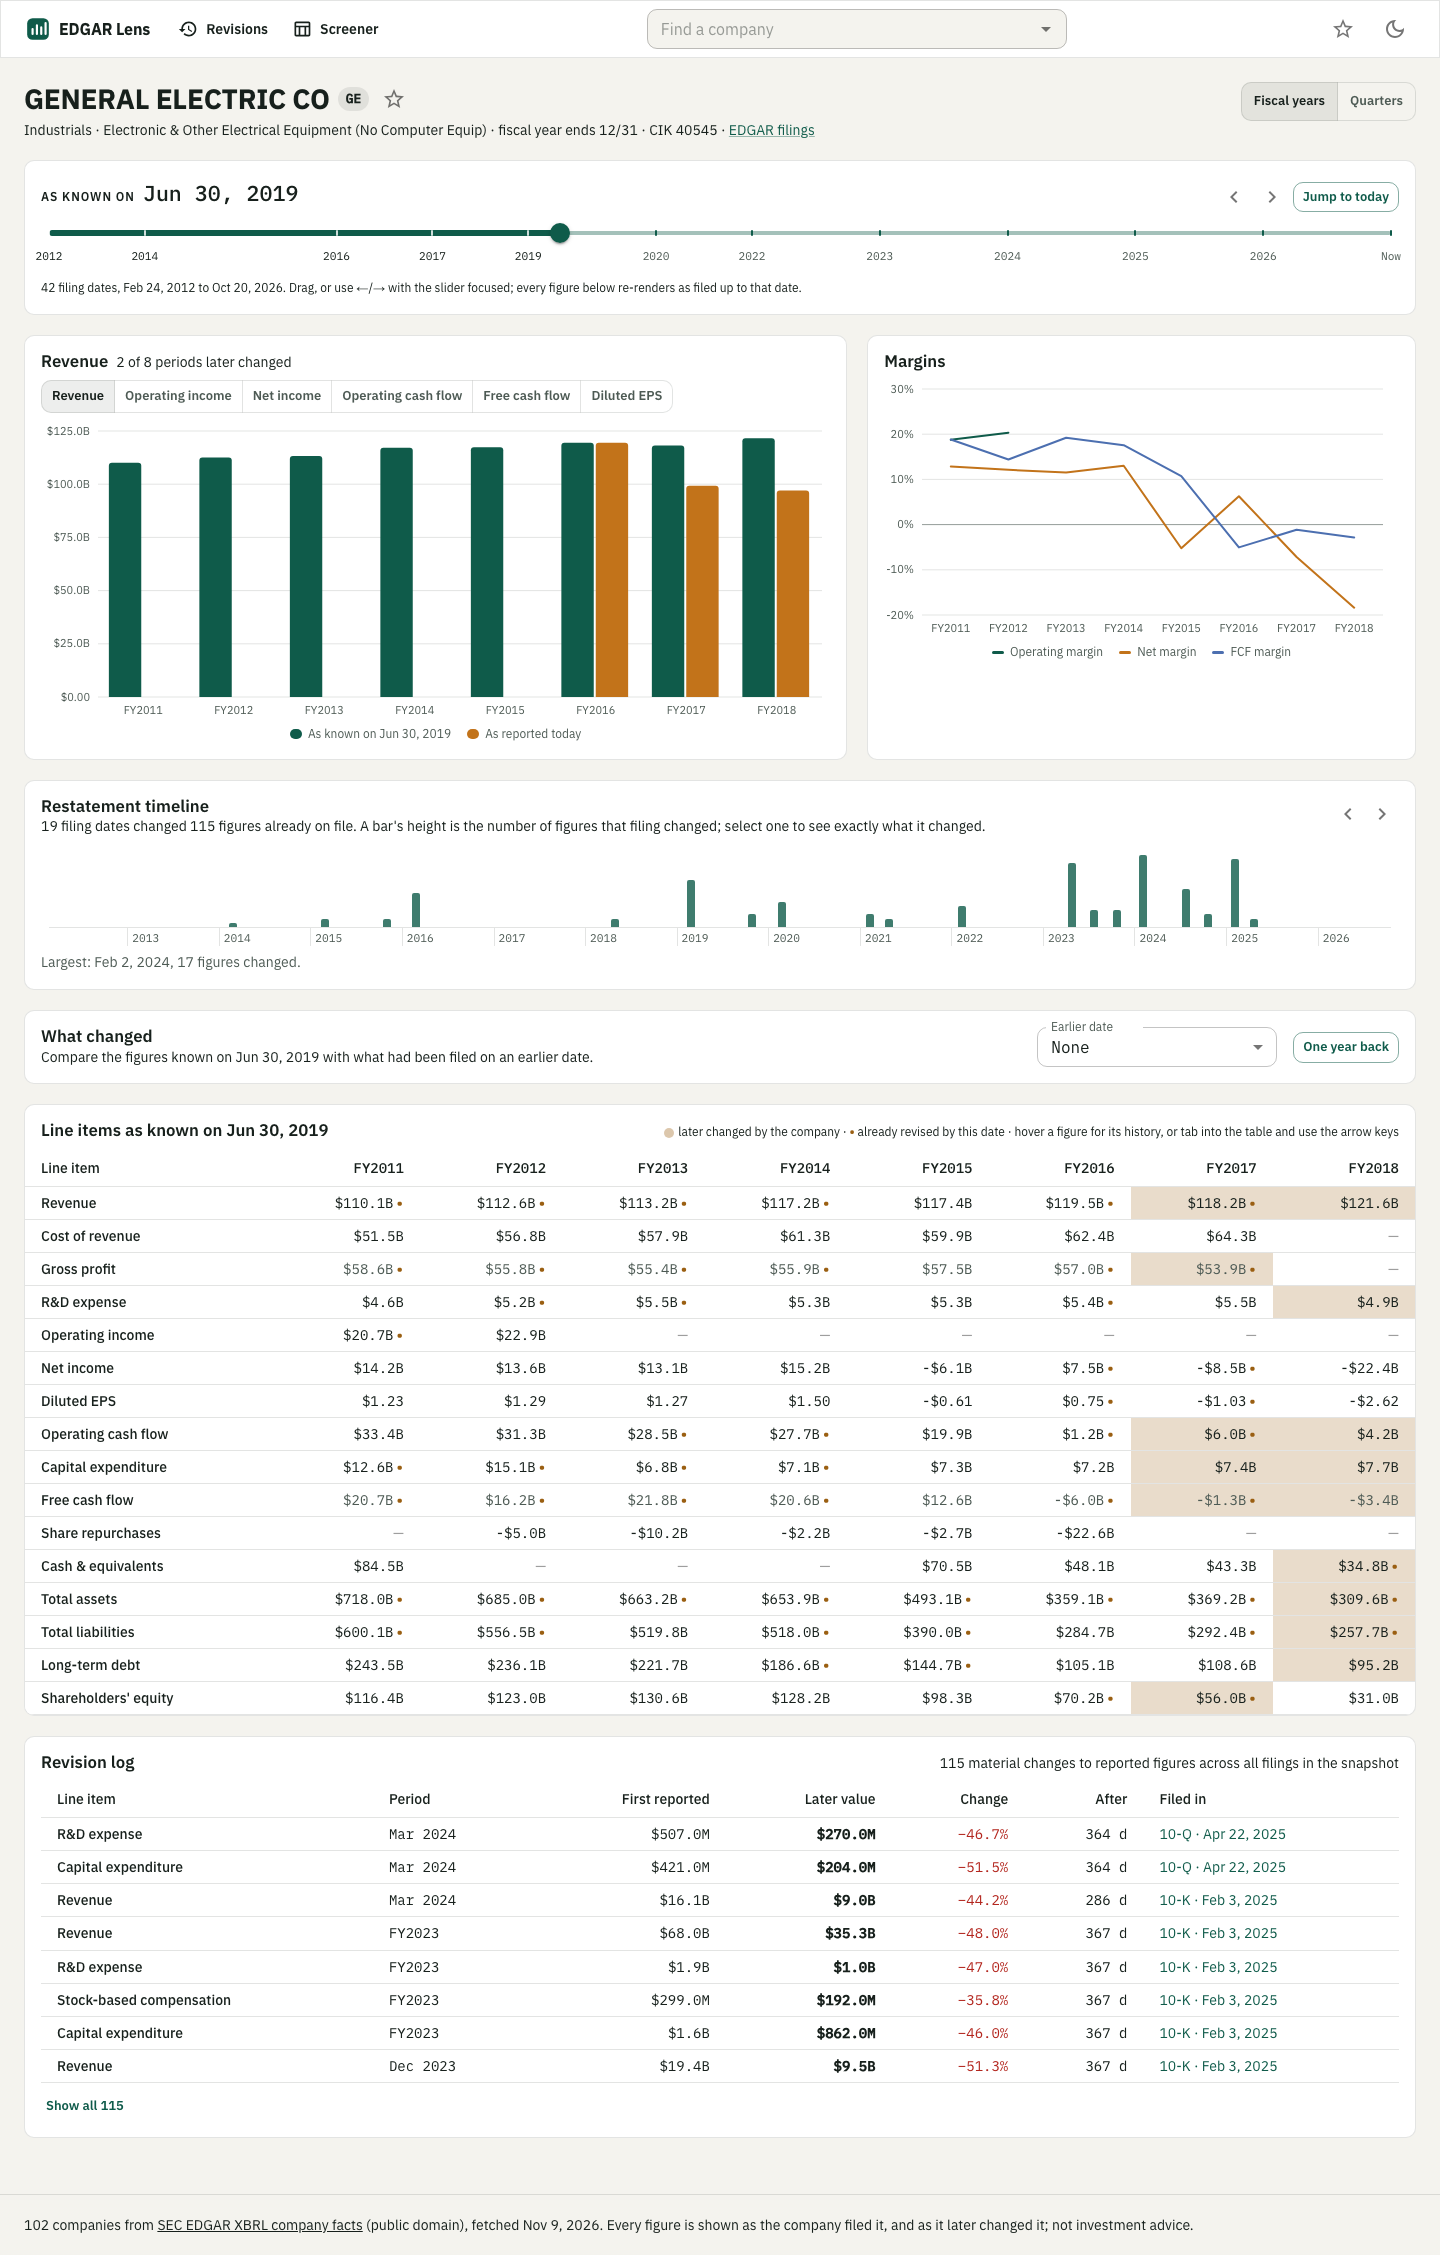 EDGAR Lens
Revisions
Screener
Find a company
GENERAL ELECTRIC CO GE
Fiscal years Quarters
Industrials · Electronic & Other Electrical Equipment (No Computer Equip) · fiscal year ends 12/31 · CIK 40545 · EDGAR filings
AS KNOWN ON Jun 30, 2019
Jump to today
2012 2014 2016 2017 2019 2020 2022 2023 2024 2025 2026 Now
42 filing dates, Feb 24, 2012 to Oct 20, 2026. Drag, or use ←/→ with the slider focused; every figure below re-renders as filed up to that date.
Revenue 2 of 8 periods later changed
Revenue Operating income Net income Operating cash flow Free cash flow Diluted EPS
$125.0B
$100.0B
$75.0B
$50.0B
$25.0B
$0.00
FY2011 FY2012 FY2013 FY2014 FY2015 FY2016 FY2017 FY2018
As known on Jun 30, 2019 As reported today
Margins
30%
20%
10%
0%
-10%
-20%
FY2011 FY2012 FY2013 FY2014 FY2015 FY2016 FY2017 FY2018
Operating margin Net margin FCF margin
Restatement timeline
19 filing dates changed 115 figures already on file. A bar's height is the number of figures that filing changed; select one to see exactly what it changed.
2013 2014 2015 2016 2017 2018 2019 2020 2021 2022 2023 2024 2025 2026
Largest: Feb 2, 2024, 17 figures changed.
What changed
Compare the figures known on Jun 30, 2019 with what had been filed on an earlier date.
Earlier date
None
One year back
Line items as known on Jun 30, 2019
later changed by the company · • already revised by this date · hover a figure for its history, or tab into the table and use the arrow keys
Line item FY2011 FY2012 FY2013 FY2014 FY2015 FY2016 FY2017 FY2018
Revenue $110.1B • $112.6B • $113.2B • $117.2B • $117.4B $119.5B • $118.2B • $121.6B
Cost of revenue $51.5B $56.8B $57.9B $61.3B $59.9B $62.4B $64.3B —
Gross profit $58.6B • $55.8B • $55.4B • $55.9B • $57.5B $57.0B • $53.9B • —
R&D expense $4.6B $5.2B • $5.5B • $5.3B $5.3B $5.4B • $5.5B $4.9B
Operating income $20.7B • $22.9B — — — — — —
Net income $14.2B $13.6B $13.1B $15.2B -$6.1B $7.5B • -$8.5B • -$22.4B
Diluted EPS $1.23 $1.29 $1.27 $1.50 -$0.61 $0.75 • -$1.03 • -$2.62
Operating cash flow $33.4B $31.3B $28.5B • $27.7B • $19.9B $1.2B • $6.0B • $4.2B
Capital expenditure $12.6B • $15.1B • $6.8B • $7.1B • $7.3B $7.2B $7.4B $7.7B
Free cash flow $20.7B • $16.2B • $21.8B • $20.6B • $12.6B -$6.0B • -$1.3B • -$3.4B
Share repurchases — -$5.0B -$10.2B -$2.2B -$2.7B -$22.6B — —
Cash & equivalents $84.5B — — — $70.5B $48.1B $43.3B $34.8B •
Total assets $718.0B • $685.0B • $663.2B • $653.9B • $493.1B • $359.1B • $369.2B • $309.6B •
Total liabilities $600.1B • $556.5B • $519.8B $518.0B • $390.0B • $284.7B $292.4B • $257.7B •
Long-term debt $243.5B $236.1B $221.7B $186.6B • $144.7B • $105.1B $108.6B $95.2B
Shareholders' equity $116.4B $123.0B $130.6B $128.2B $98.3B $70.2B • $56.0B • $31.0B
Revision log
115 material changes to reported figures across all filings in the snapshot
Line item Period First reported Later value Change After Filed in
R&D expense Mar 2024 $507.0M $270.0M −46.7% 364 d 10-Q · Apr 22, 2025
Capital expenditure Mar 2024 $421.0M $204.0M −51.5% 364 d 10-Q · Apr 22, 2025
Revenue Mar 2024 $16.1B $9.0B −44.2% 286 d 10-K · Feb 3, 2025
Revenue FY2023 $68.0B $35.3B −48.0% 367 d 10-K · Feb 3, 2025
R&D expense FY2023 $1.9B $1.0B −47.0% 367 d 10-K · Feb 3, 2025
Stock-based compensation FY2023 $299.0M $192.0M −35.8% 367 d 10-K · Feb 3, 2025
Capital expenditure FY2023 $1.6B $862.0M −46.0% 367 d 10-K · Feb 3, 2025
Revenue Dec 2023 $19.4B $9.5B −51.3% 367 d 10-K · Feb 3, 2025
Show all 115
102 companies from SEC EDGAR XBRL company facts (public domain), fetched Nov 9, 2026. Every figure is shown as the company filed it, and as it later changed it; not investment advice.